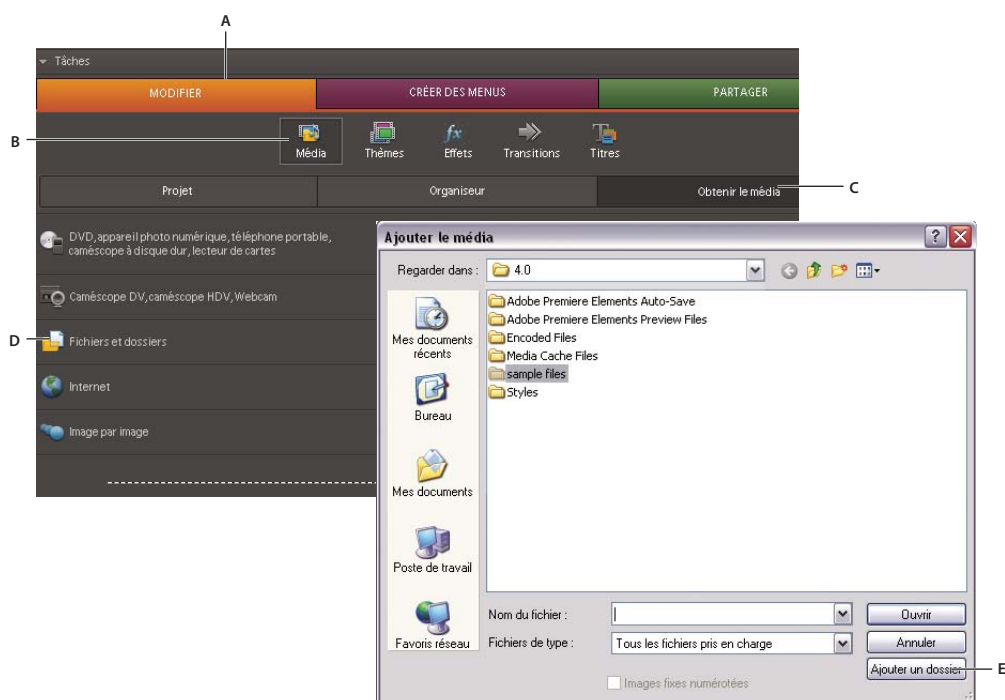 A
Tâches
MODIFIER
CRÉER DES MENUS
PARTAGER
B
Média
Thèmes
Effets
Transitions
Titres
Projet
Organiseur
Obtenir le média
C
DVD, appareil photo numérique, téléphone portable,
caméscope à disque dur, lecteur de cartes
Caméscope DV, caméscope HDV, Webcam
D
Fichiers et dossiers
Internet
Image par image
Ajouter le média
Regarder dans :
4.0
Mes documents
récents
Bureau
Mes documents
Poste de travail
Favoris réseau
Adobe Premiere Elements Auto-Save
Adobe Premiere Elements Preview Files
Encoded Files
Media Cache Files
sample files
Styles
Nom du fichier :
Ouvrir
Fichiers de type :
Tous les fichiers pris en charge
Annuler
Ajouter un dossier
E
Images fixes numérotées